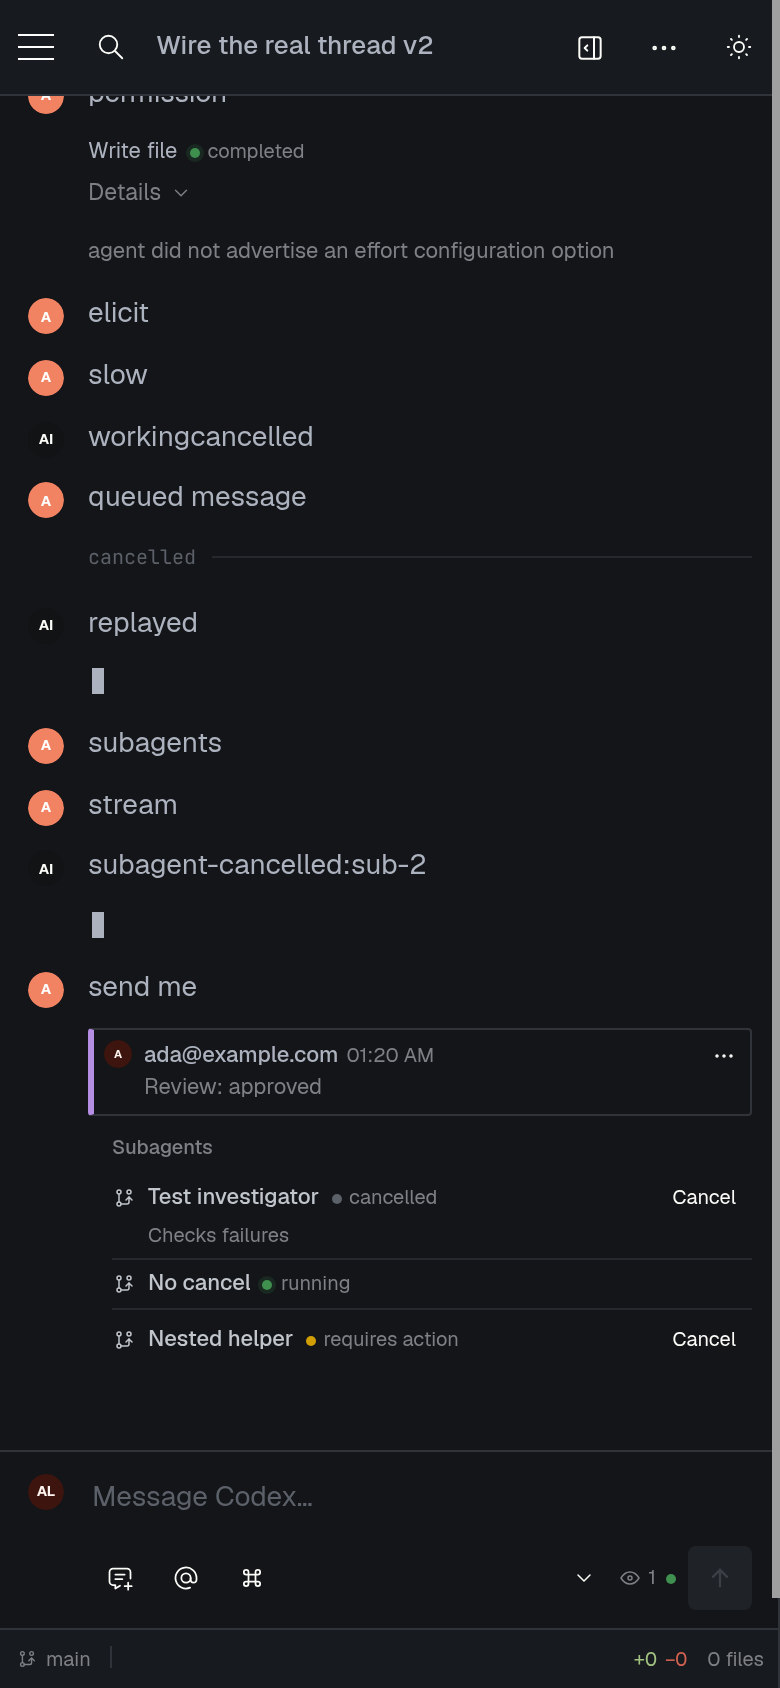 Wire the real thread v2
A permission
Write file completed
Details
agent did not advertise an effort configuration option
A elicit
A slow
AI workingcancelled
A queued message
cancelled
AI replayed
A subagents
A stream
AI subagent-cancelled:sub-2
A send me
A ada@example.com 01:20 AM
Review: approved
Subagents
Test investigator cancelled Cancel
Checks failures
No cancel running
Nested helper requires action Cancel
AL Message Codex...
1
main +0 −0 0 files